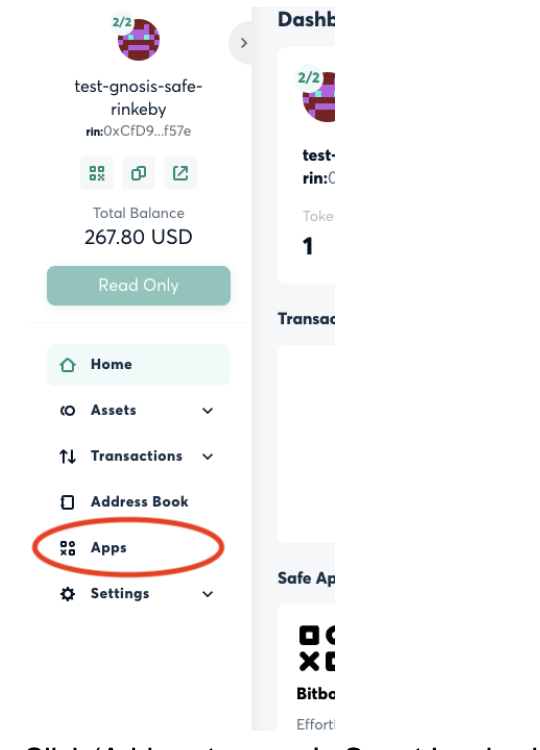 2/2
test-gnosis-safe-
rinkeby
rin:0xCfD9...f57e
Total Balance
267.80 USD
Read Only
Home
Assets
Transactions
Address Book
Apps
Settings
Dashb
2/2
test-
rin:0
Toke
1
Transac
Safe Ap
Bitbo
Effort